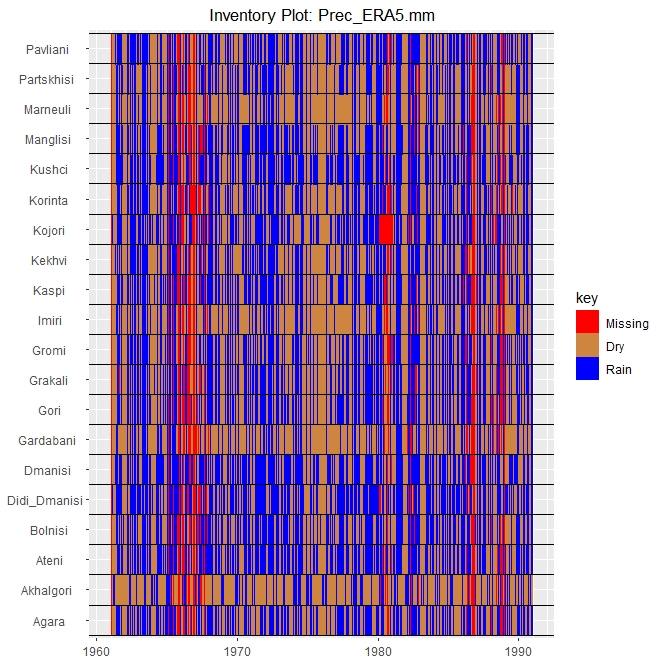 Inventory Plot: Prec_ERA5.mm
Pavliani
Partskhisi
Marneuli
Manglisi
Kushci
Korinta
Kojori
Kekhvi
Kaspi
Imiri
Gromi
Grakali
Gori
Gardabani
Dmanisi
Didi_Dmanisi
Bolnisi
Ateni
Akhalgori
Agara
1960 1970 1980 1990
key
Missing
Dry
Rain